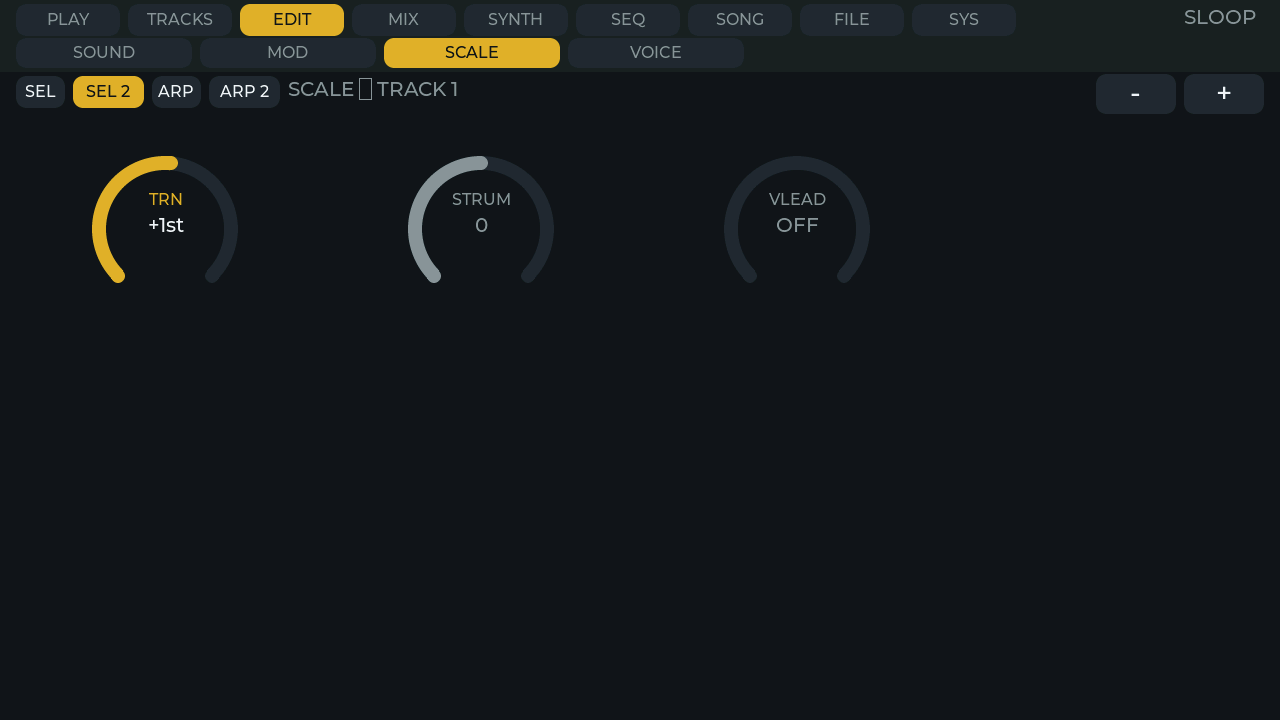 PLAY TRACKS EDIT MIX SYNTH SEQ SONG FILE SYS SLOOP
SOUND MOD SCALE VOICE
SEL SEL 2 ARP ARP 2 SCALE TRACK 1 - +
TRN STRUM VLEAD
+1st 0 OFF